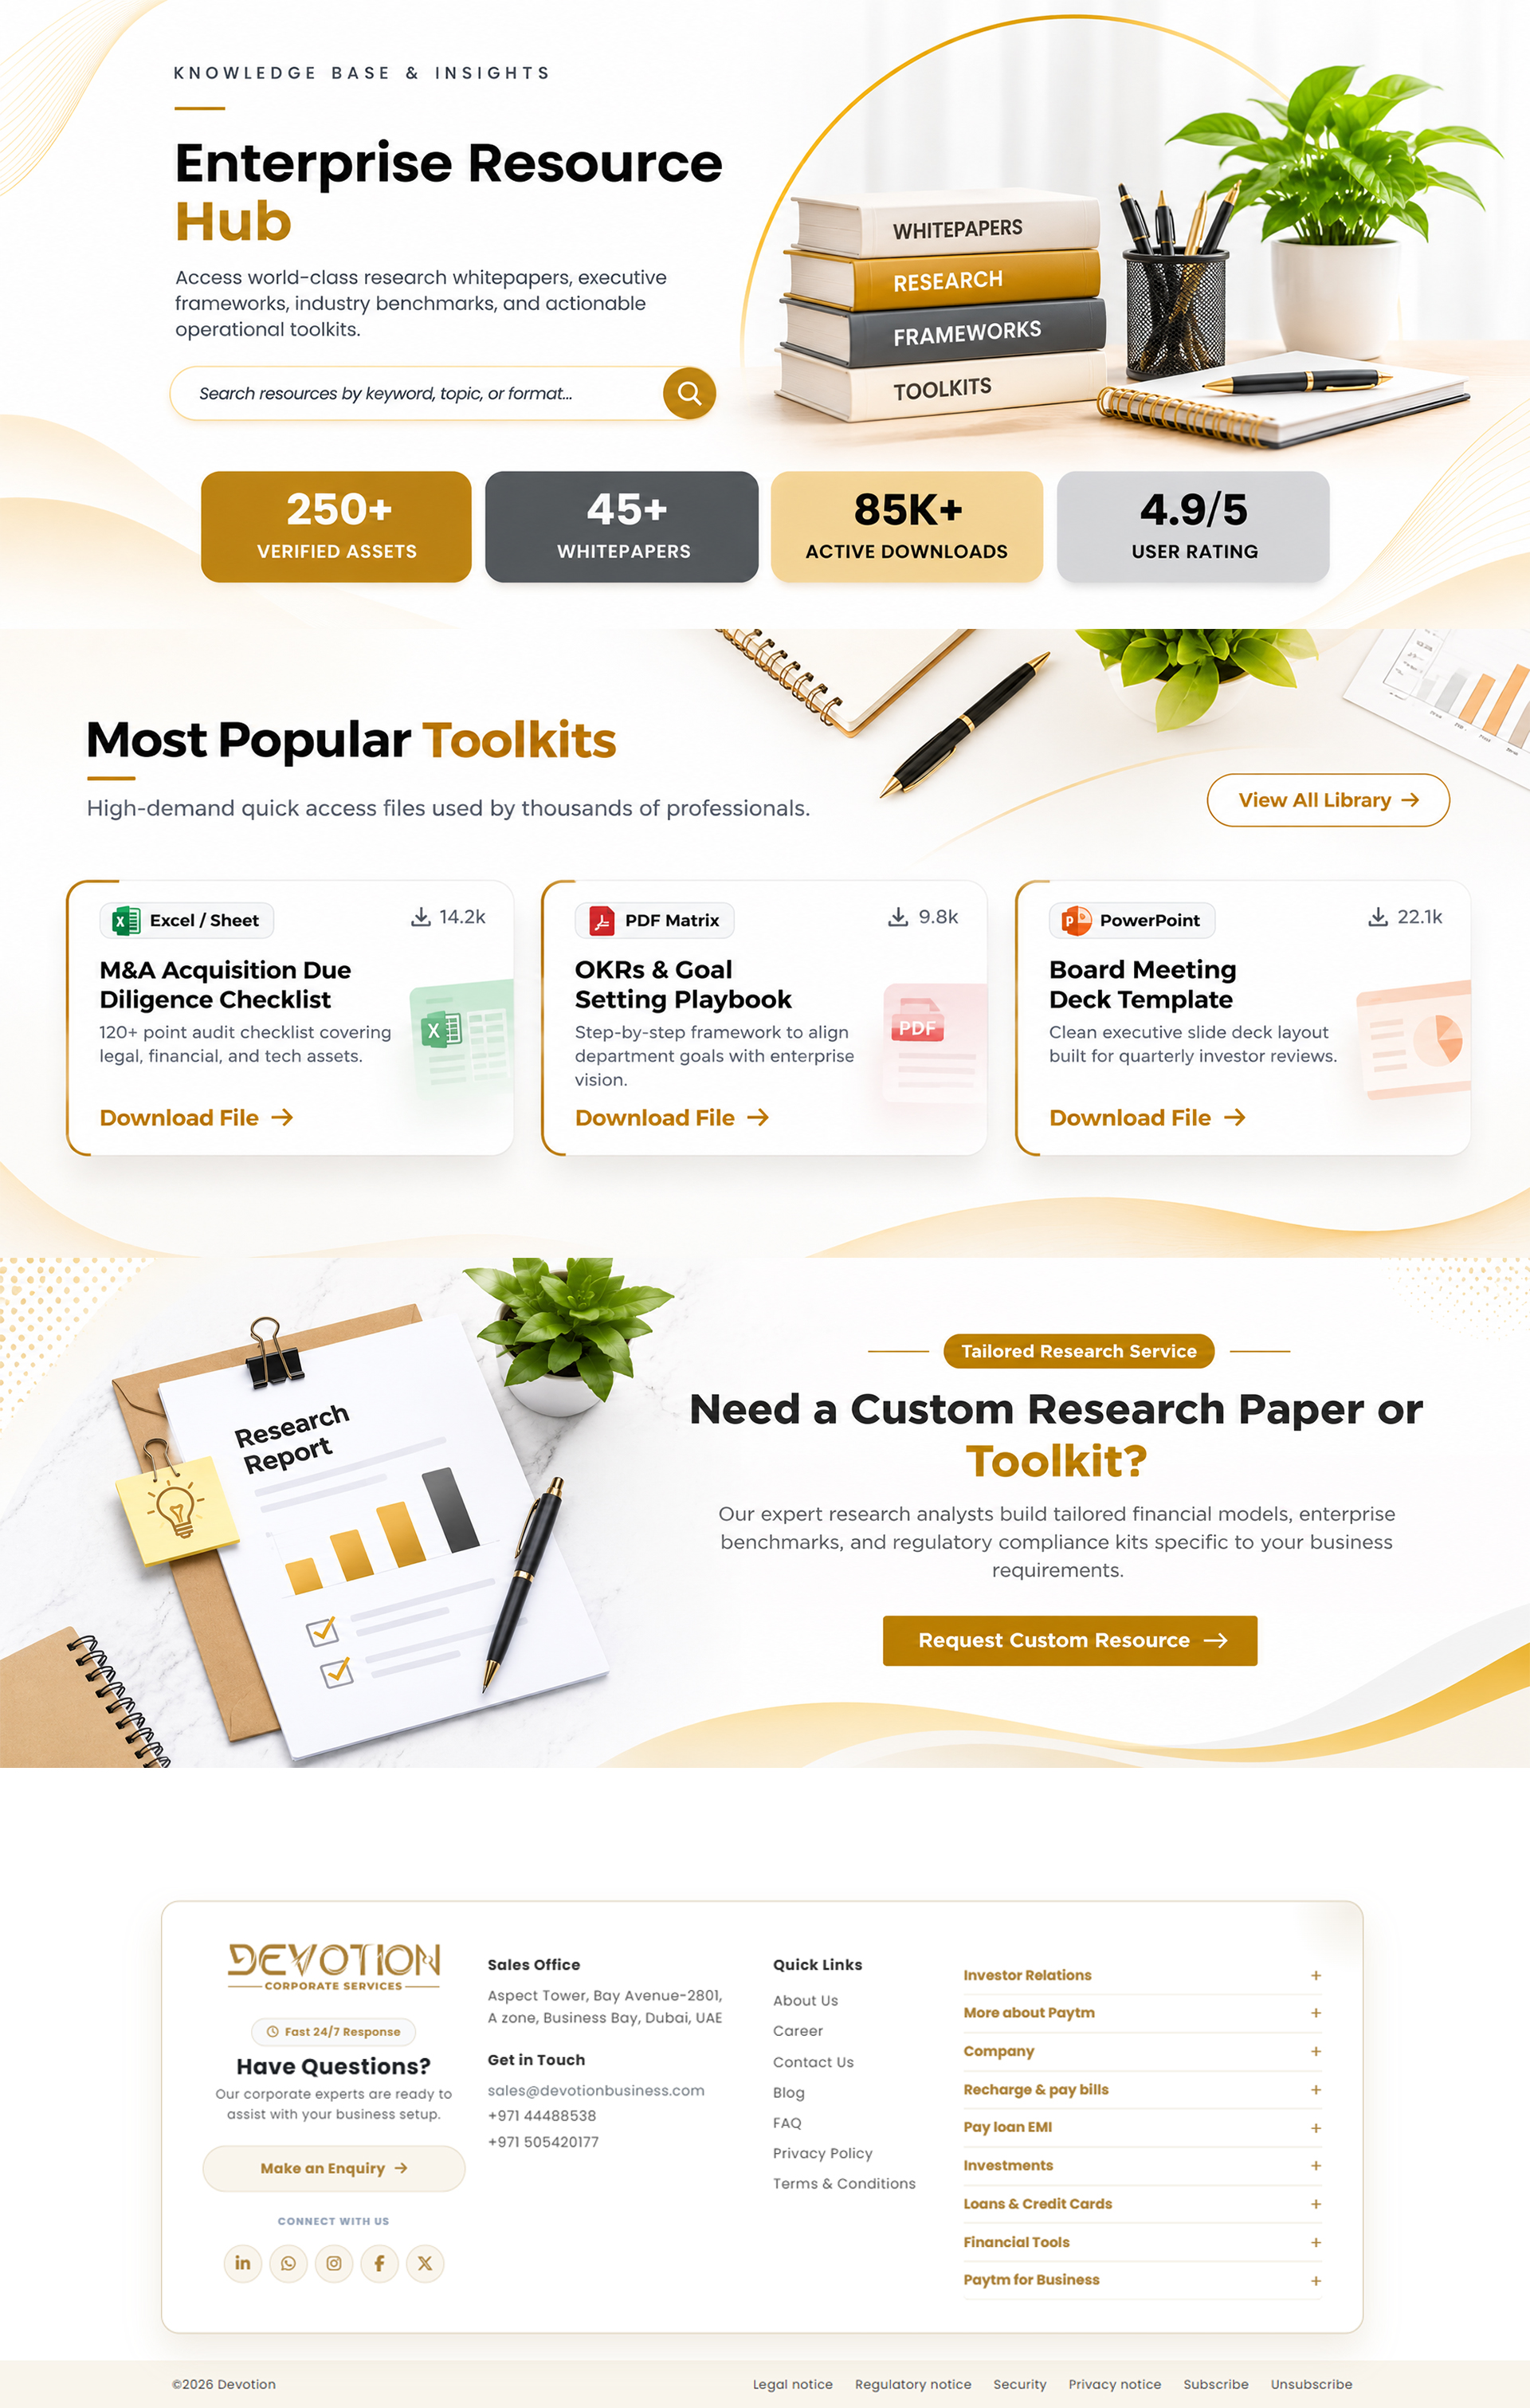 KNOWLEDGE BASE & INSIGHTS
Enterprise Resource
Hub
Access world-class research whitepapers, executive
frameworks, industry benchmarks, and actionable
operational toolkits.
Search resources by keyword, topic, or format...
WHITEPAPERS
RESEARCH
FRAMEWORKS
TOOLKITS
250+
VERIFIED ASSETS
45+
WHITEPAPERS
85K+
ACTIVE DOWNLOADS
4.9/5
USER RATING
Most Popular Toolkits
High-demand quick access files used by thousands of professionals.
View All Library →
X
Excel / Sheet
14.2k
M&A Acquisition Due
Diligence Checklist
120+ point audit checklist covering
legal, financial, and tech assets.
X
Download File →
PDF Matrix
9.8k
OKRs & Goal
Setting Playbook
Step-by-step framework to align
department goals with enterprise
vision.
PDF
Download File →
P
PowerPoint
22.1k
Board Meeting
Deck Template
Clean executive slide deck layout
built for quarterly investor reviews.
Download File →
Research
Report
Tailored Research Service
Need a Custom Research Paper or
Toolkit?
Our expert research analysts build tailored financial models, enterprise
benchmarks, and regulatory compliance kits specific to your business
requirements.
Request Custom Resource →
DEVOTION
CORPORATE SERVICES
Fast 24/7 Response
Have Questions?
Our corporate experts are ready to
assist with your business setup.
Make an Enquiry →
CONNECT WITH US
in
f
X
Sales Office
Aspect Tower, Bay Avenue-2801,
A zone, Business Bay, Dubai, UAE
Get in Touch
sales@devotionbusiness.com
+971 44488538
+971 505420177
Quick Links
About Us
Career
Contact Us
Blog
FAQ
Privacy Policy
Terms & Conditions
Investor Relations +
More about Paytm +
Company +
Recharge & pay bills +
Pay loan EMI +
Investments +
Loans & Credit Cards +
Financial Tools +
Paytm for Business +
©2026 Devotion
Legal notice Regulatory notice Security Privacy notice Subscribe Unsubscribe